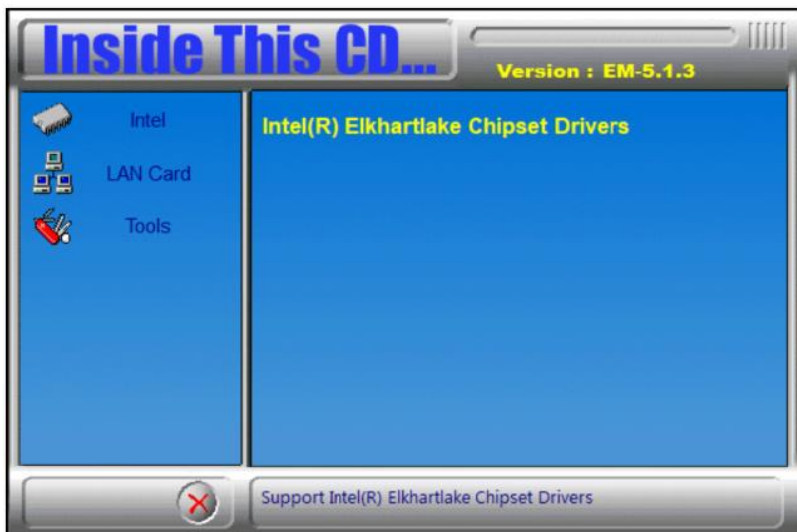 Inside This CD...
Version : EM-5.1.3
Intel
LAN Card
Tools
Intel(R) Elkhartlake Chipset Drivers
Support Intel(R) Elkhartlake Chipset Drivers